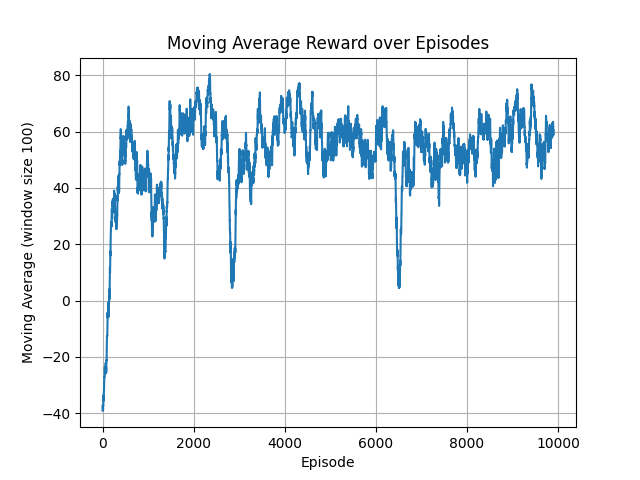 Moving Average Reward over Episodes
80
60
40
20
0
−20
−40
Moving Average (window size 100)
0 2000 4000 6000 8000 10000
Episode